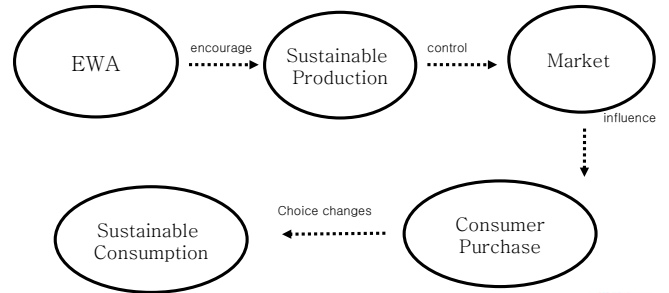 EWA
encourage
Sustainable
Production
control
Market
influence
Consumer
Purchase
Choice changes
Sustainable
Consumption